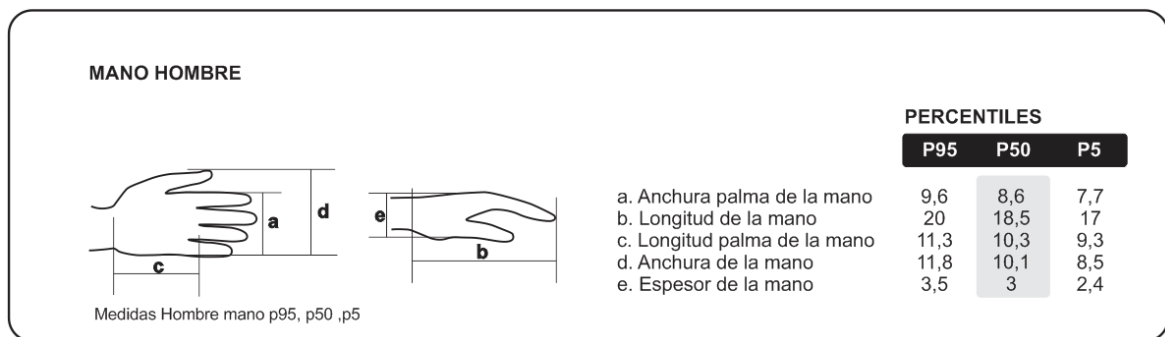 MANO HOMBRE
PERCENTILES
P95 P50 P5
a. Anchura palma de la mano 9,6 8,6 7,7
b. Longitud de la mano 20 18,5 17
c. Longitud palma de la mano 11,3 10,3 9,3
d. Anchura de la mano 11,8 10,1 8,5
e. Espesor de la mano 3,5 3 2,4
a
d
c
e
b
Medidas Hombre mano p95, p50 ,p5